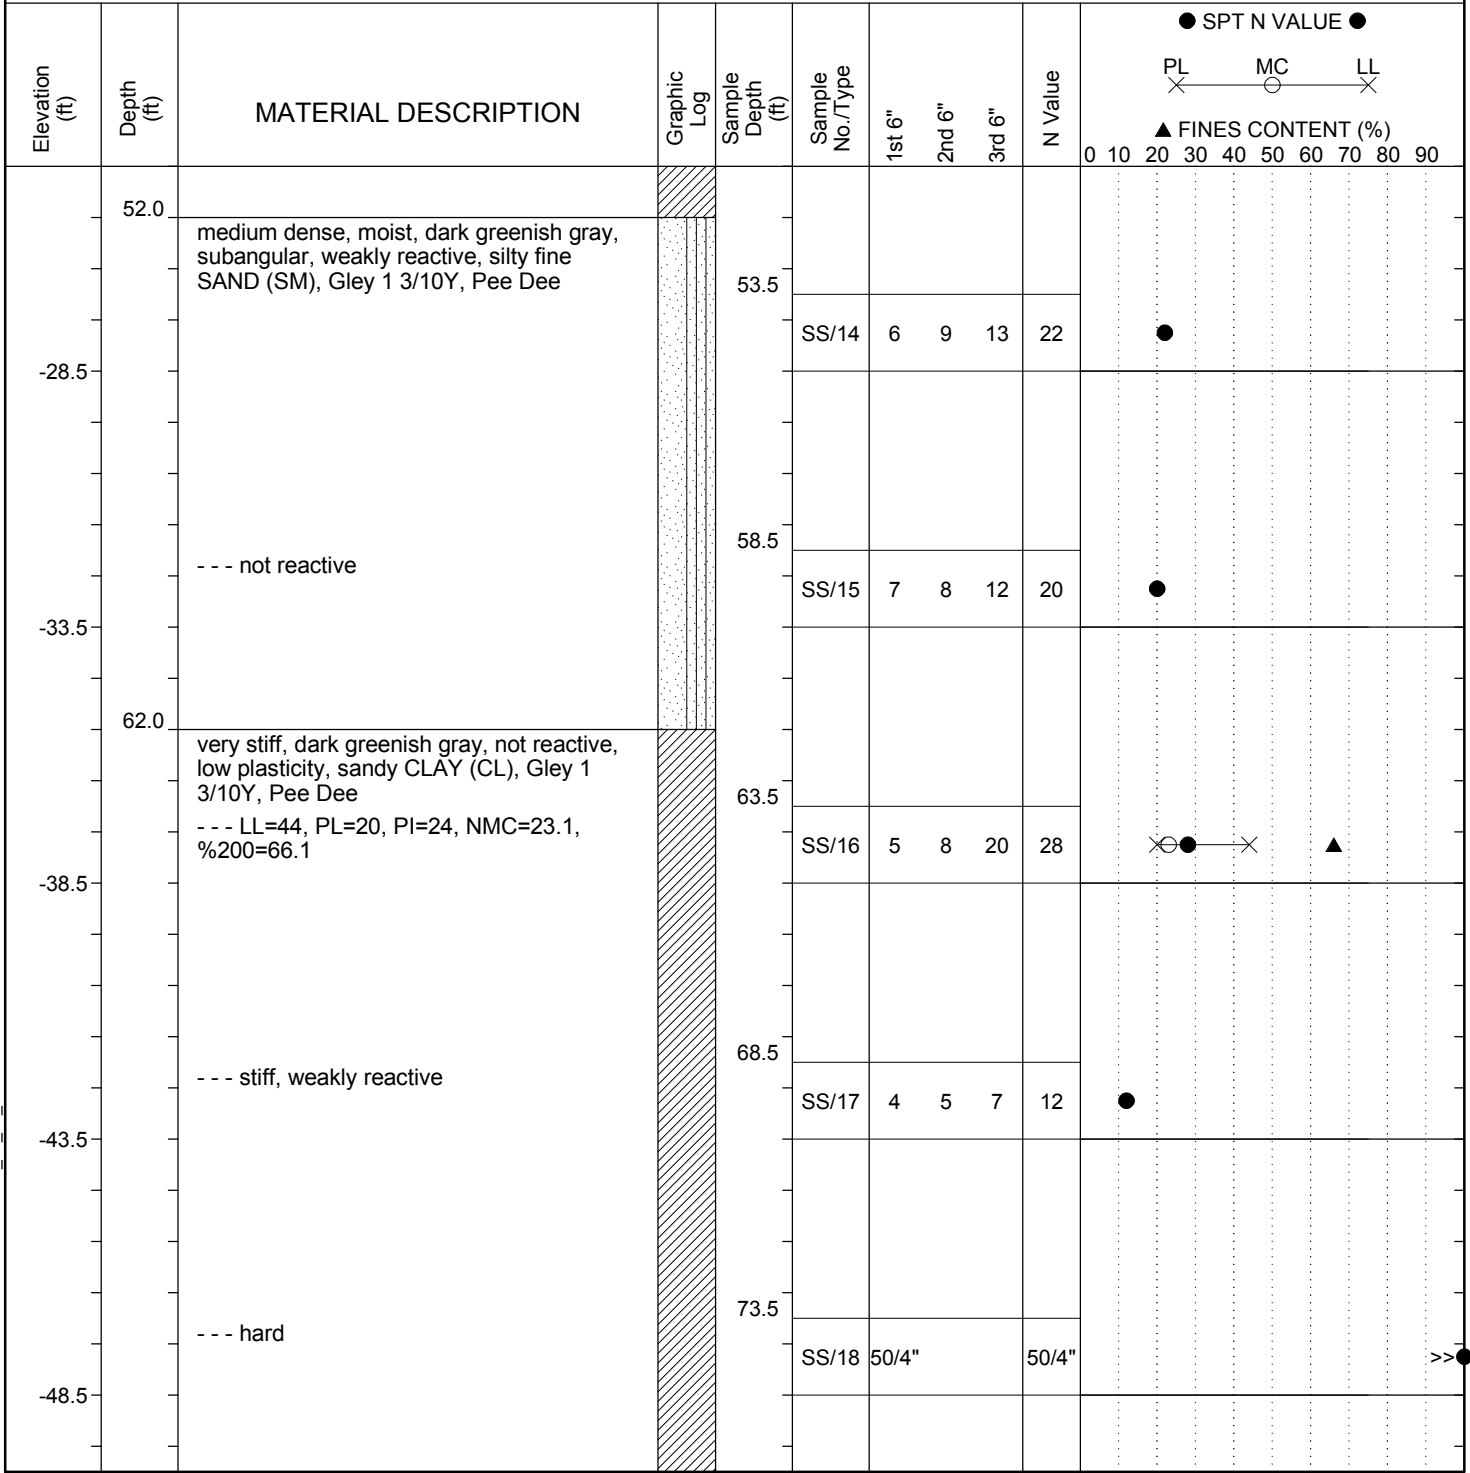 ● SPT N VALUE ●
PL MC LL
▲ FINES CONTENT (%)
0 10 20 30 40 50 60 70 80 90
Elevation
(ft)
Depth
(ft)
MATERIAL DESCRIPTION
Graphic
Log
Sample
Depth
(ft)
Sample
No./Type
1st 6"
2nd 6"
3rd 6"
N Value
52.0
medium dense, moist, dark greenish gray,
subangular, weakly reactive, silty fine
SAND (SM), Gley 1 3/10Y, Pee Dee
53.5
SS/14 6 9 13 22
-28.5
58.5
- - - not reactive
SS/15 7 8 12 20
-33.5
62.0
very stiff, dark greenish gray, not reactive,
low plasticity, sandy CLAY (CL), Gley 1
3/10Y, Pee Dee
63.5
- - - LL=44, PL=20, PI=24, NMC=23.1,
%200=66.1
SS/16 5 8 20 28
-38.5
68.5
- - - stiff, weakly reactive
SS/17 4 5 7 12
-43.5
73.5
- - - hard
SS/18 50/4" 50/4" >>
-48.5